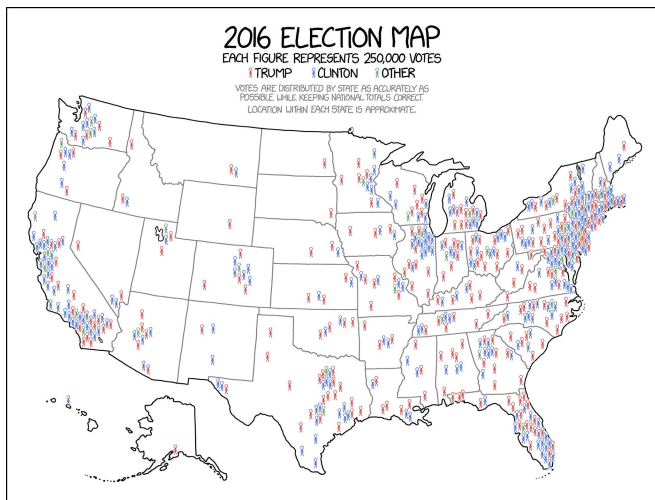 2016 ELECTION MAP
EACH FIGURE REPRESENTS 250,000 VOTES
TRUMP CLINTON OTHER
VOTES ARE DISTRIBUTED BY STATE AS ACCURATELY AS
POSSIBLE WHILE KEEPING NATIONAL TOTALS CORRECT.
LOCATION WITHIN EACH STATE IS APPROXIMATE.